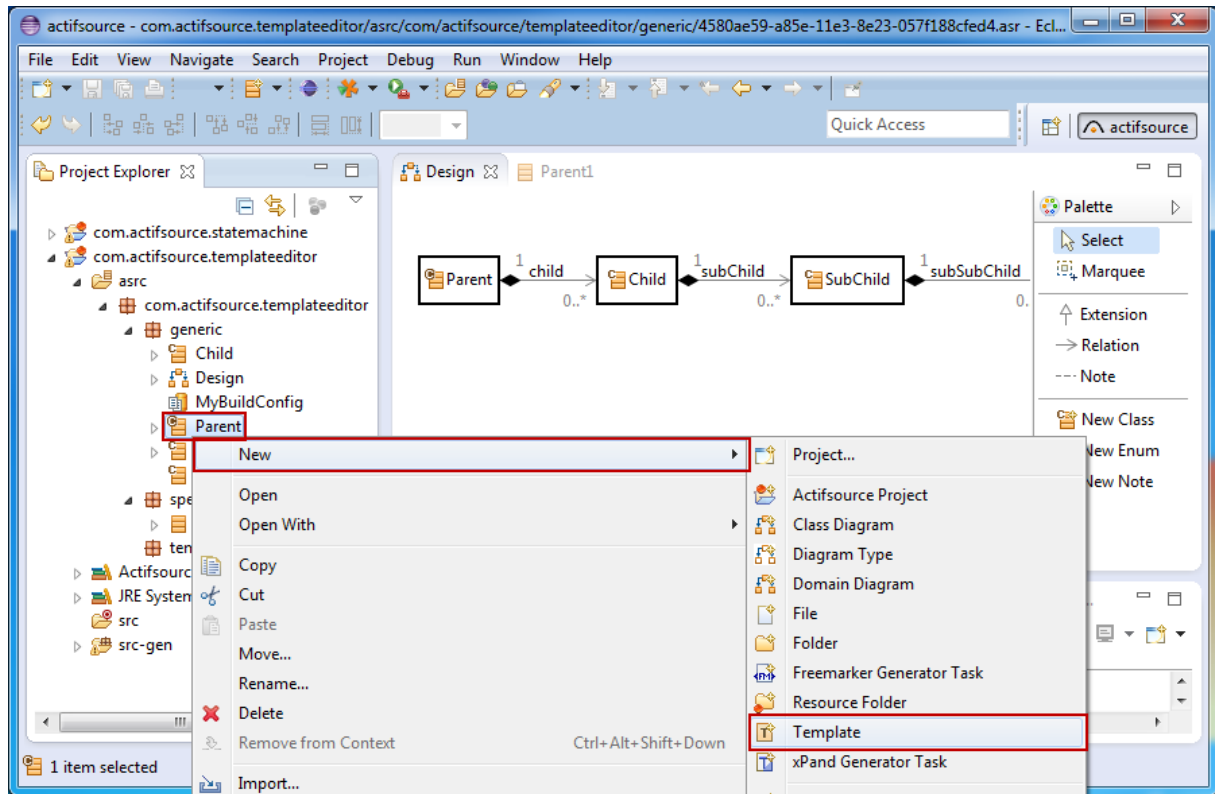 actifsource - com.actifsource.templateeditor/asrc/com/actifsource/templateeditor/generic/4580ae59-a85e-11e3-8e23-057f188cfed4.asr - Ecl...
File Edit View Navigate Search Project Debug Run Window Help
Quick Access
actifsource
Project Explorer
Design
Parent1
com.actifsource.statemachine
com.actifsource.templateeditor
asrc
com.actifsource.templateeditor
generic
Child
Design
MyBuildConfig
Parent
spe
ten
Actifsourc
JRE System
src
src-gen
1 item selected
Parent
1
child
0..*
Child
1
subChild
0..*
SubChild
1
subSubChild
0.
Palette
Select
Marquee
Extension
Relation
Note
New Class
New Enum
New Note
New
Open
Open With
Copy
Cut
Paste
Move...
Rename...
Delete
Remove from Context Ctrl+Alt+Shift+Down
Import...
Project...
Actifsource Project
Class Diagram
Diagram Type
Domain Diagram
File
Folder
Freemarker Generator Task
Resource Folder
Template
xPand Generator Task